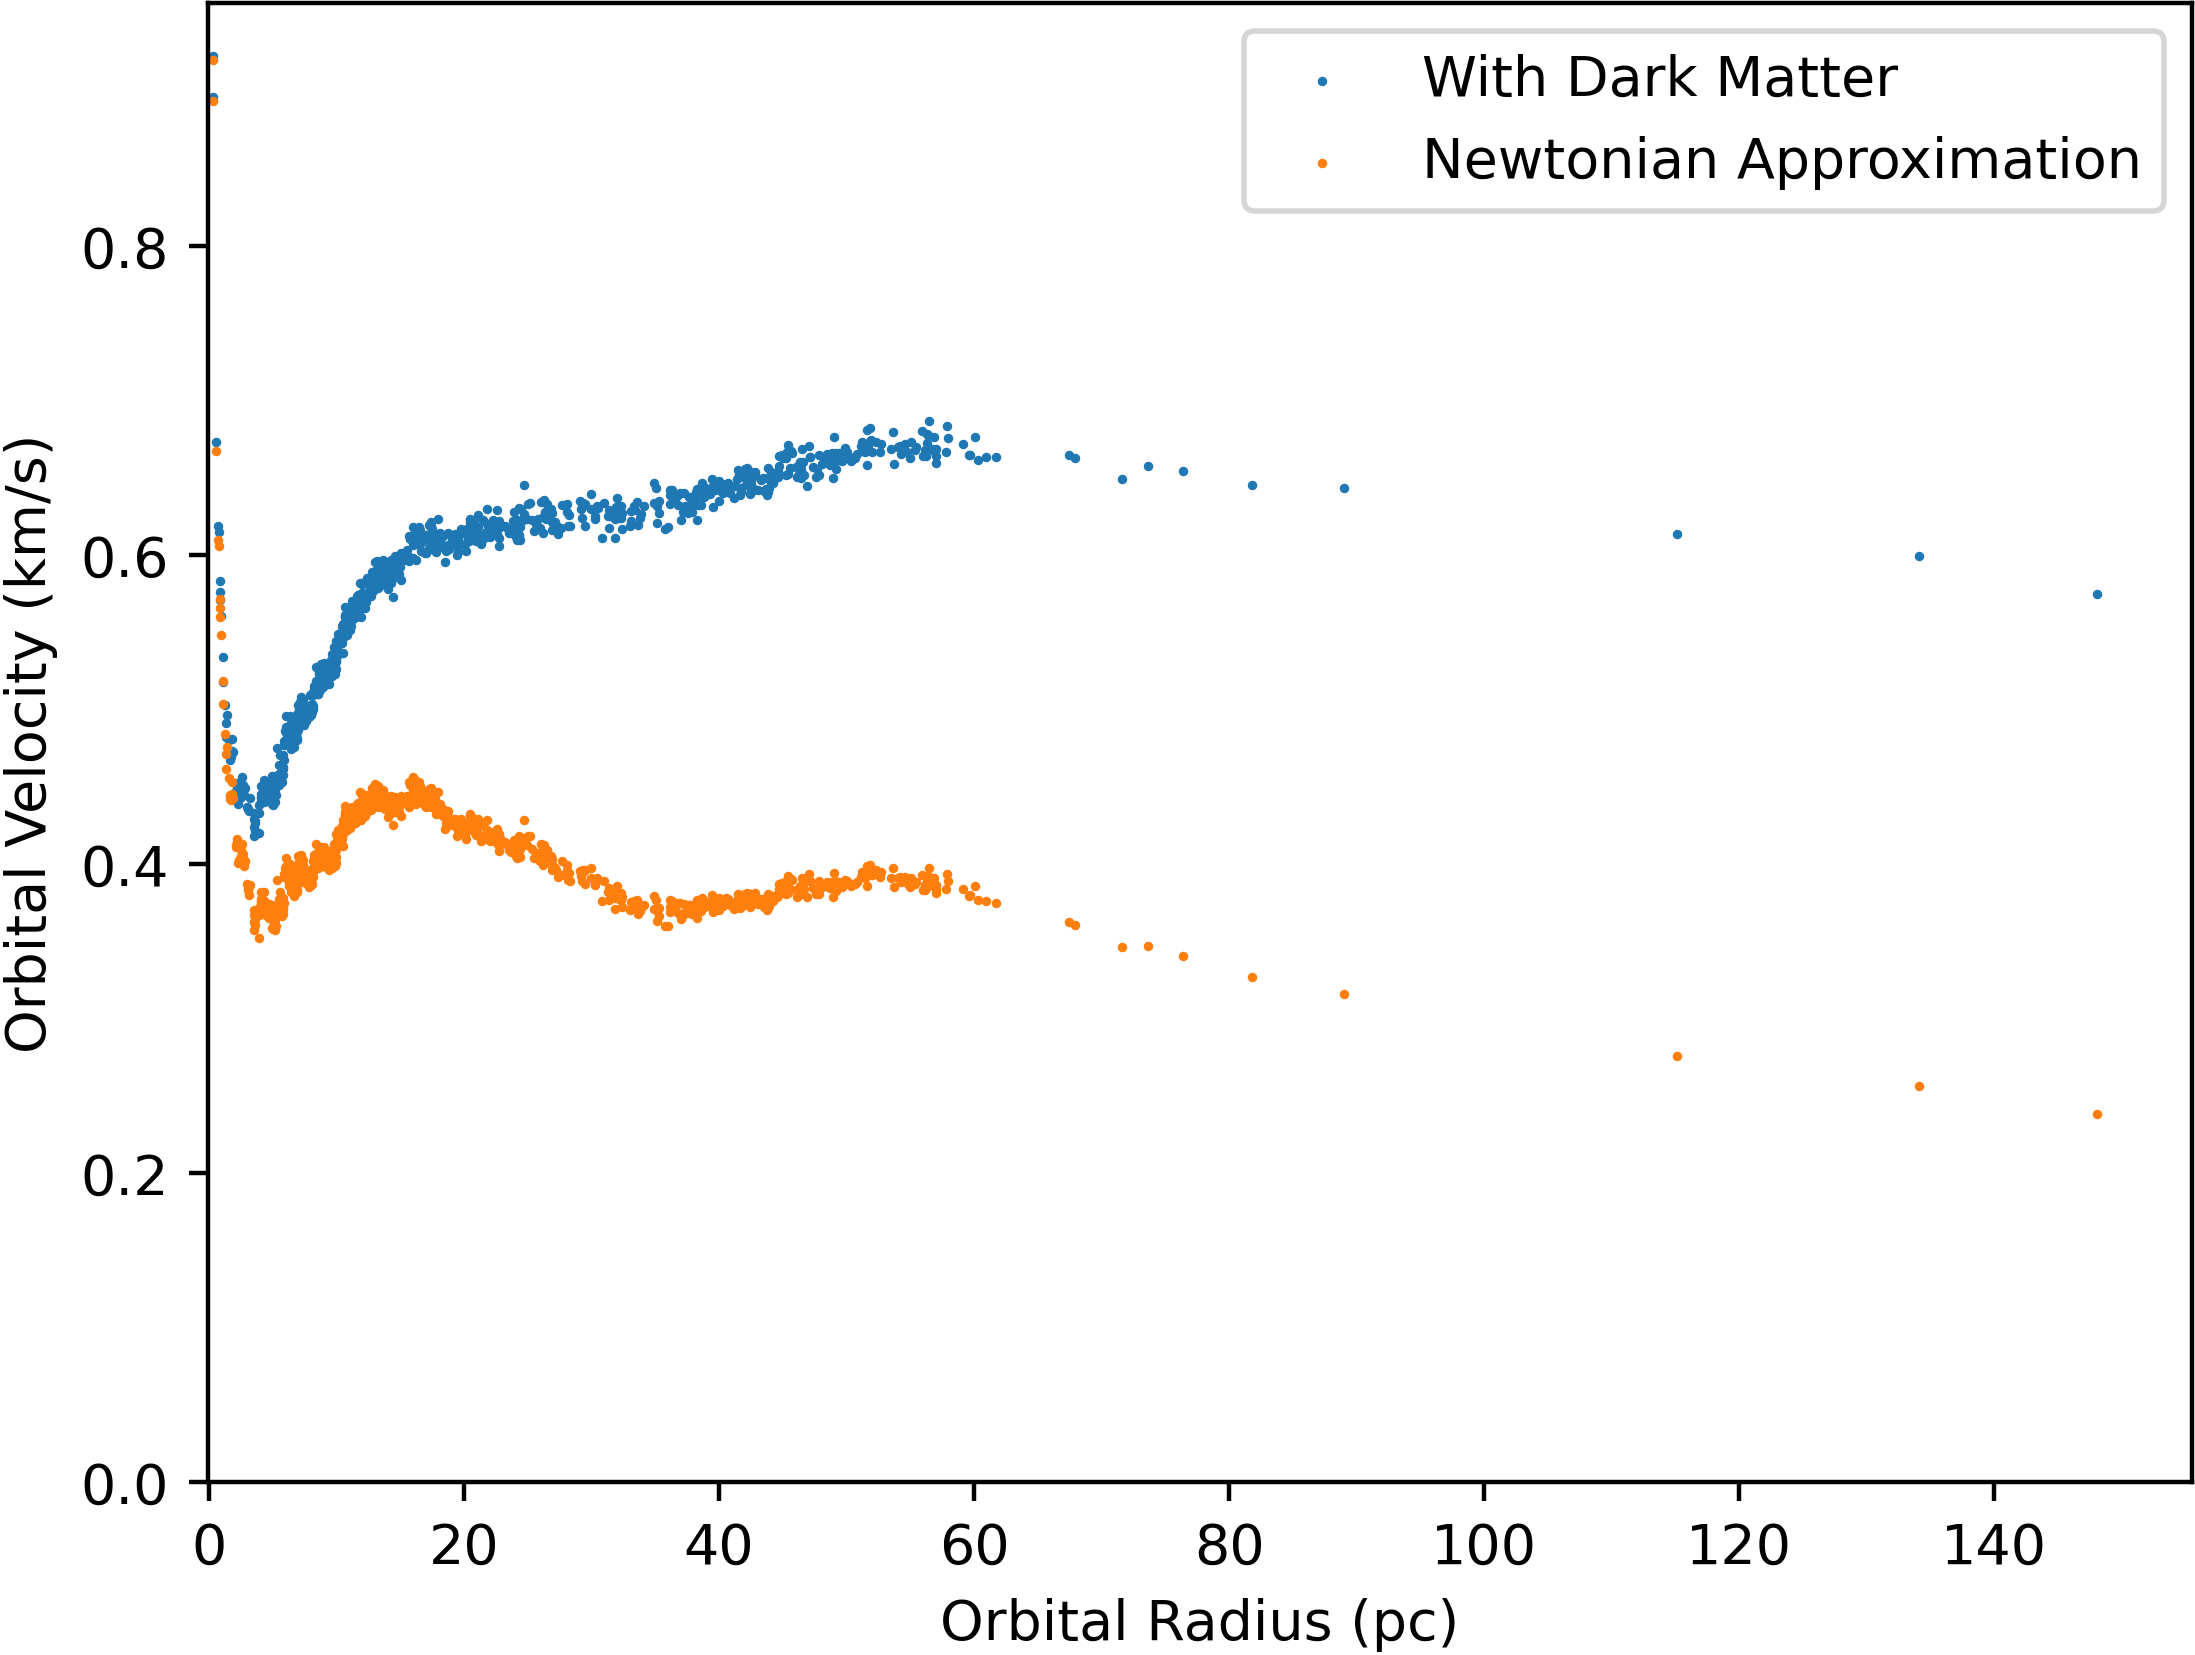 With Dark Matter
Newtonian Approximation
0.8
0.6
0.4
0.2
0.0
Orbital Velocity (km/s)
0 20 40 60 80 100 120 140
Orbital Radius (pc)